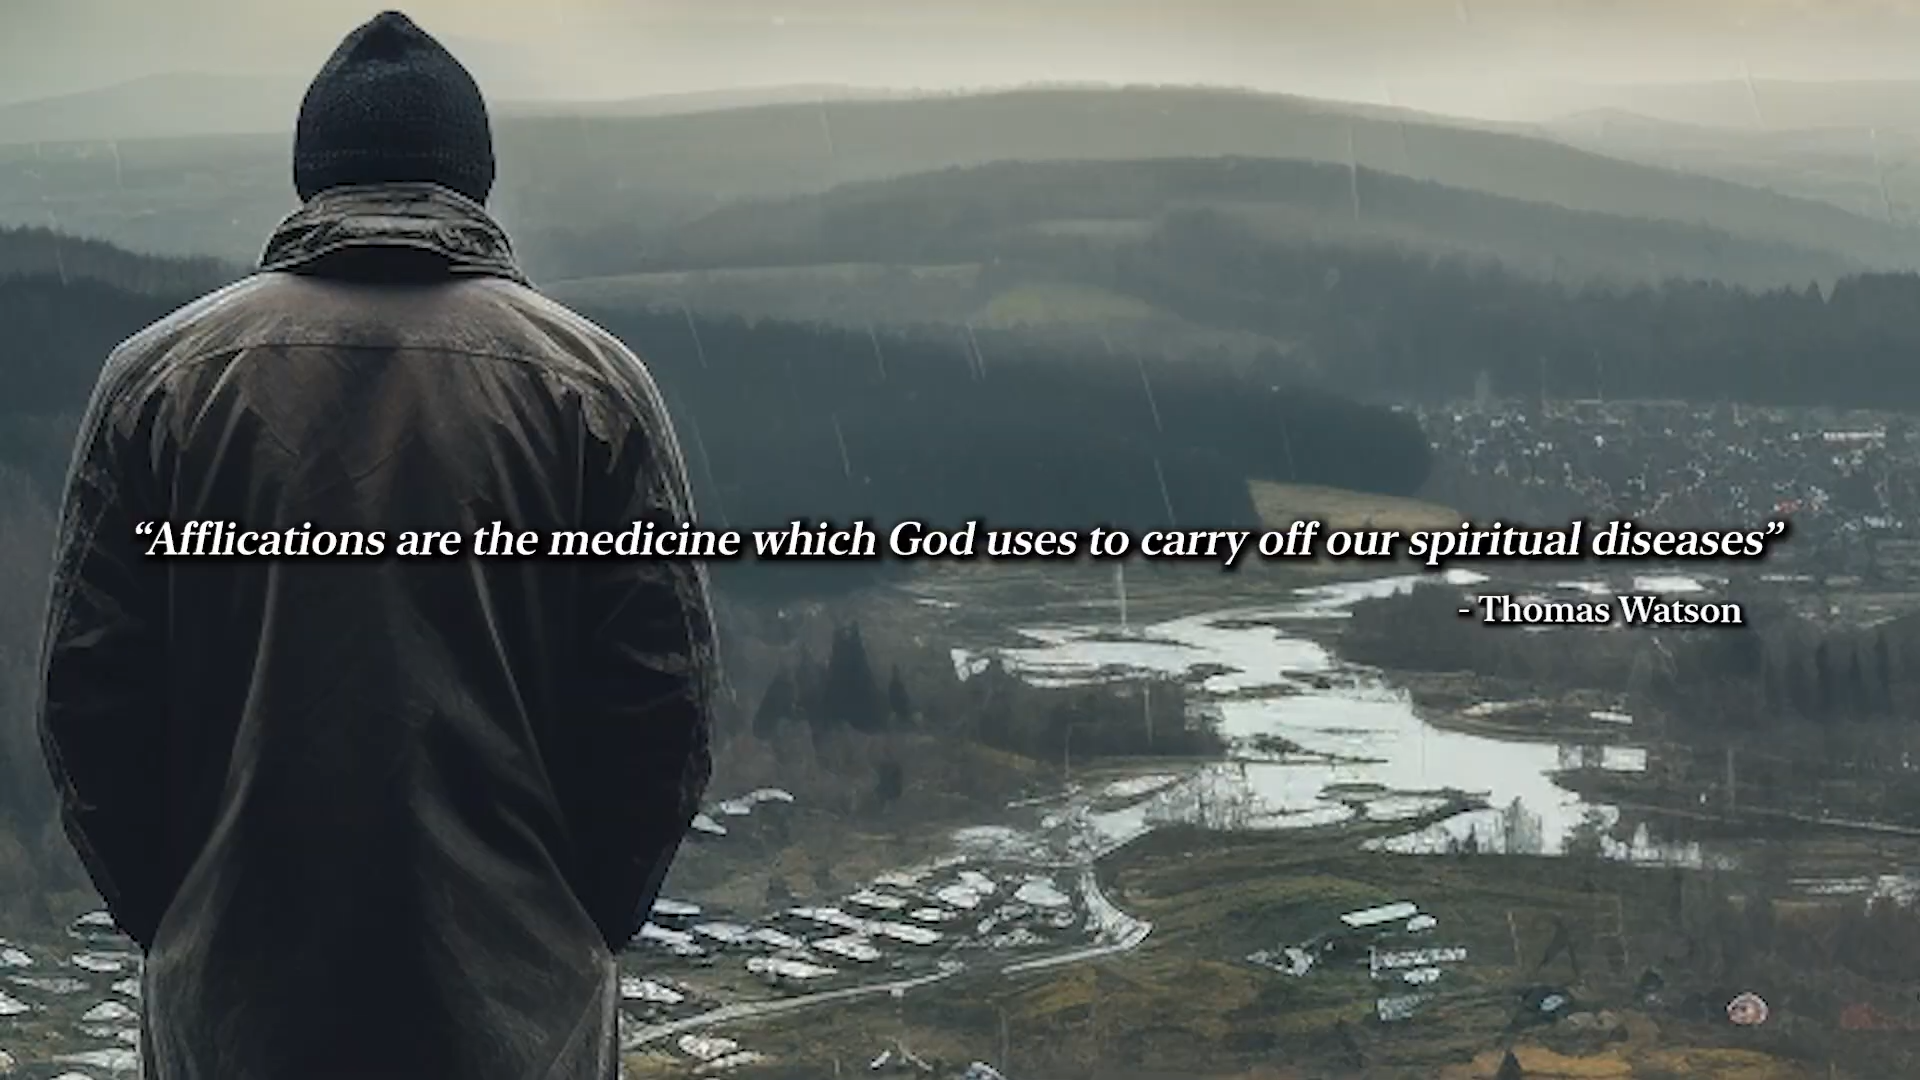 “Afflications are the medicine which God uses to carry off our spiritual diseases”
- Thomas Watson